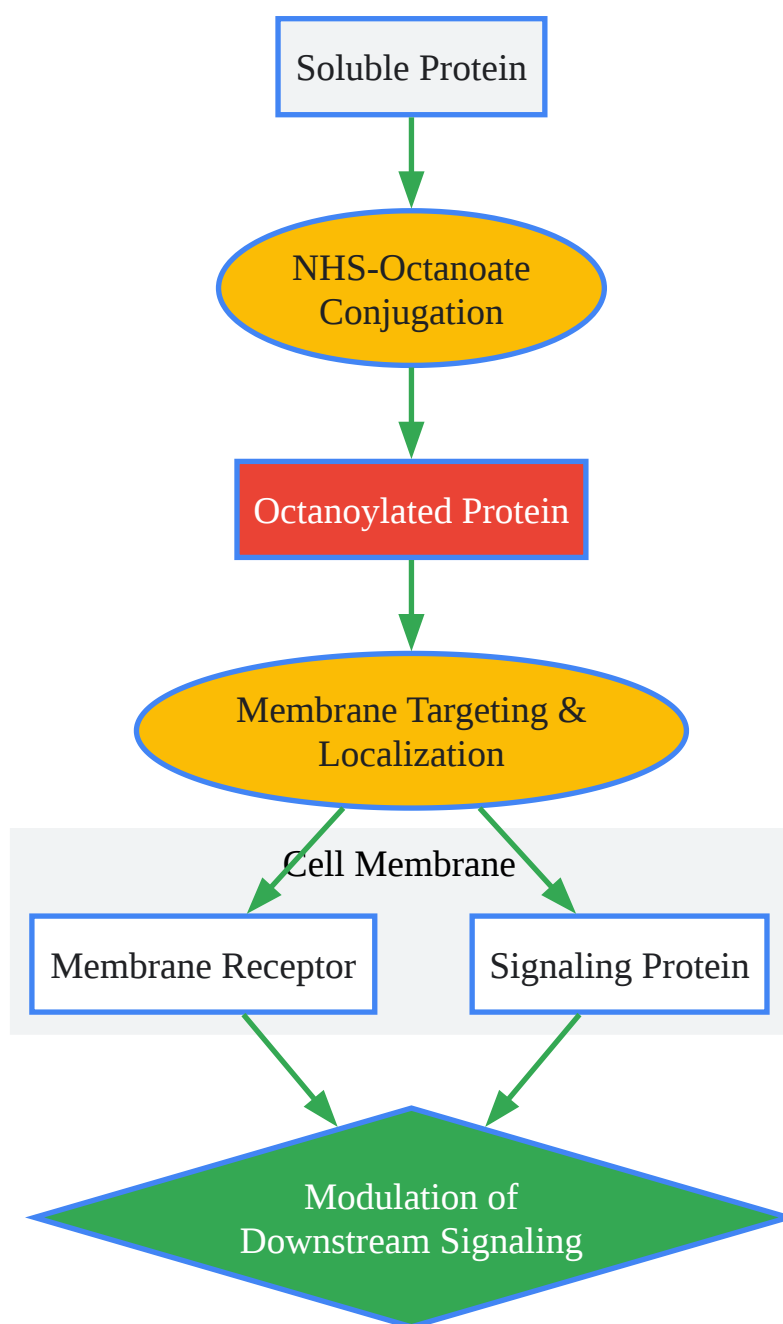 Soluble Protein
NHS-Octanoate
Conjugation
Octanoylated Protein
Membrane Targeting &
Localization
Cell Membrane
Membrane Receptor
Signaling Protein
Modulation of
Downstream Signaling